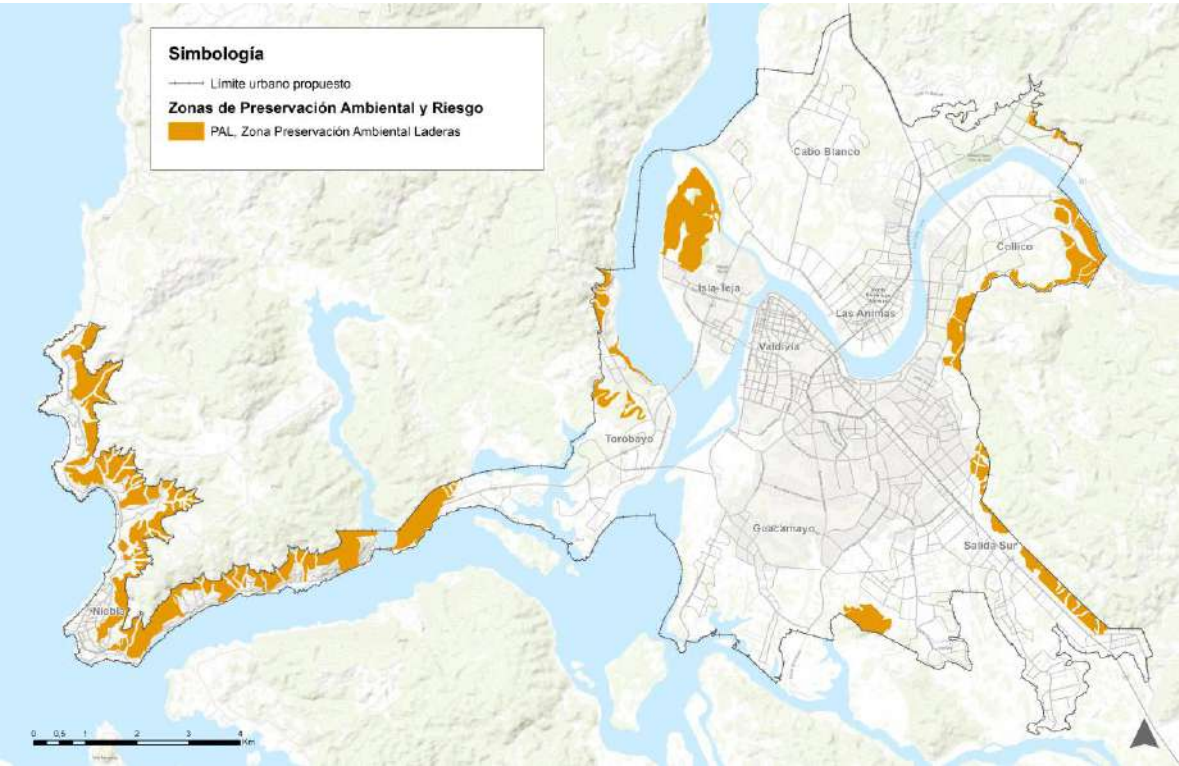 Simbología
Límite urbano propuesto
Zonas de Preservación Ambiental y Riesgo
PAL, Zona Preservación Ambiental Laderas
Cabo Blanco
Collico
Isla Teja
Las Animas
Valdivia
Torobayo
Guacamayo
Salida Sur
Niebla
0 0,5 1 2 3 4
Km